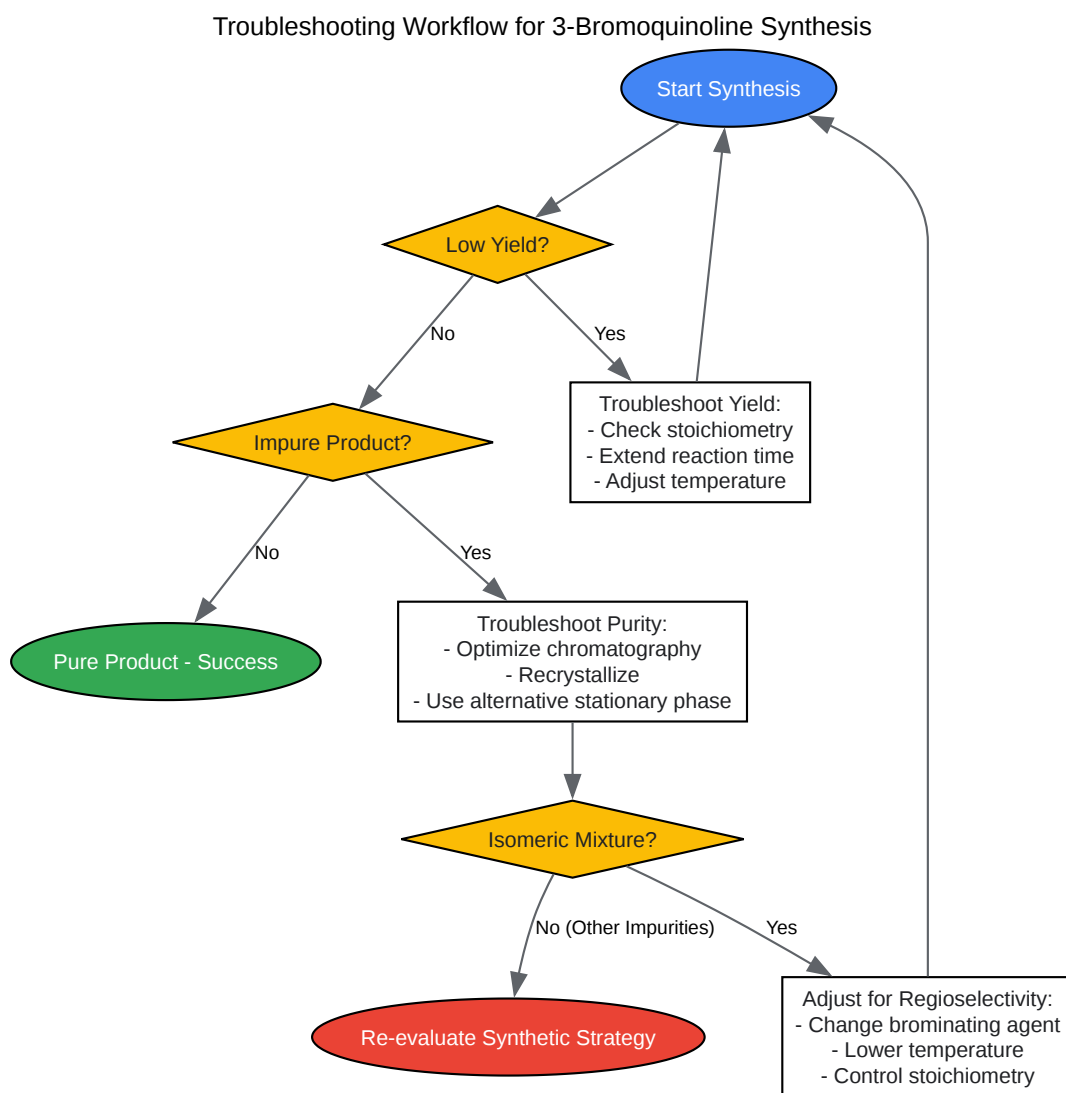 Troubleshooting Workflow for 3-Bromoquinoline Synthesis
Start Synthesis
Low Yield?
No
Yes
Troubleshoot Yield:
- Check stoichiometry
- Extend reaction time
- Adjust temperature
Impure Product?
No
Yes
Pure Product - Success
Troubleshoot Purity:
- Optimize chromatography
- Recrystallize
- Use alternative stationary phase
Isomeric Mixture?
No (Other Impurities)
Yes
Re-evaluate Synthetic Strategy
Adjust for Regioselectivity:
- Change brominating agent
- Lower temperature
- Control stoichiometry